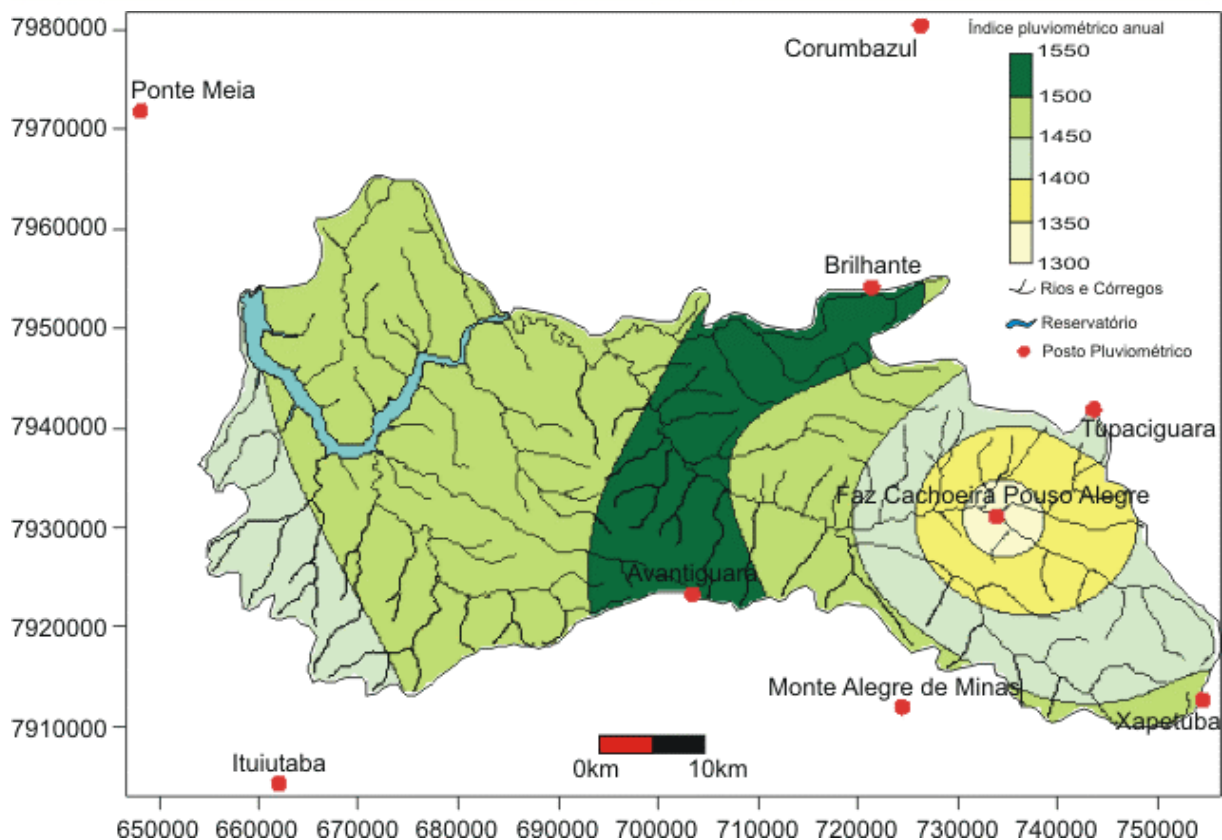 7980000
7970000
7960000
7950000
7940000
7930000
7920000
7910000
Ponte Meia
Corumbazul
Índice pluviométrico anual
1550
1500
1450
1400
1350
1300
Rios e Córregos
Reservatório
Posto Pluviométrico
Brilhante
Tupaciguara
Faz Cachoeira Pouso Alegre
Avantiguara
Monte Alegre de Minas
Xapetuba
Ituiutaba
0km 10km
650000 660000 670000 680000 690000 700000 710000 720000 730000 740000 750000